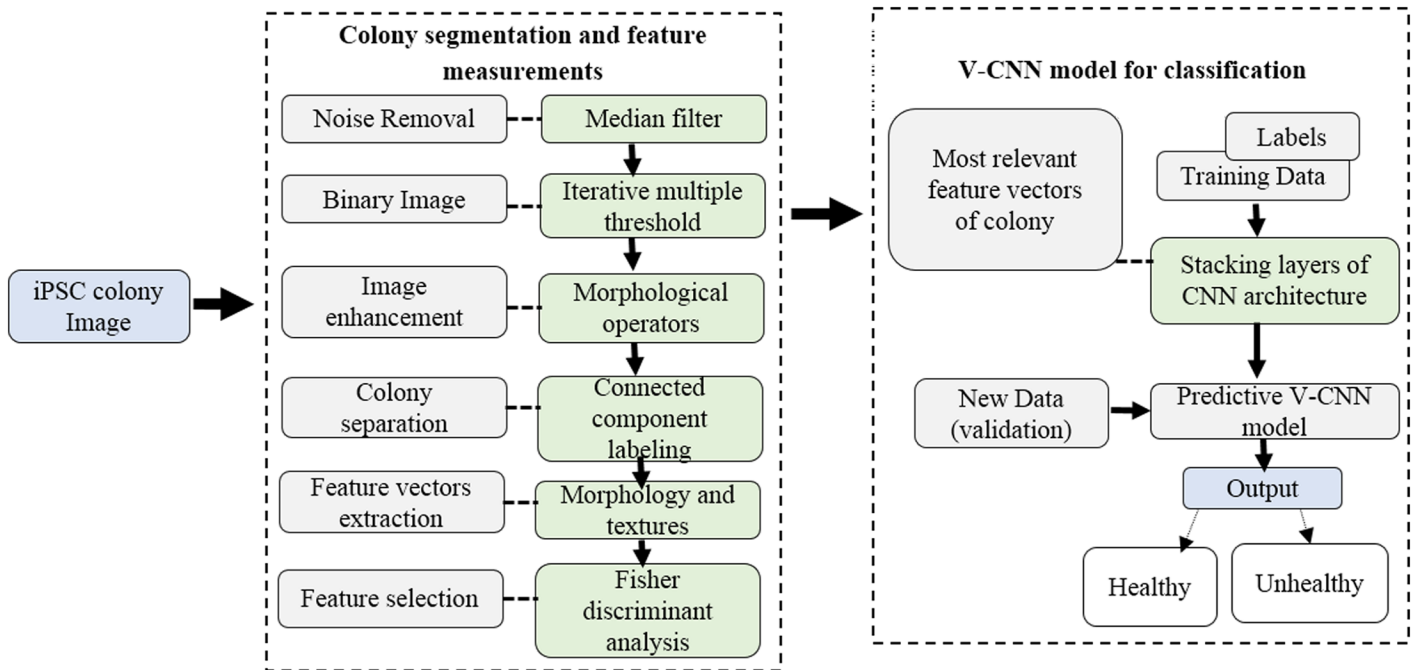 iPSC colony
Image
Colony segmentation and feature
measurements
Noise Removal
Median filter
Binary Image
Iterative multiple
threshold
Image
enhancement
Morphological
operators
Colony
separation
Connected
component
labeling
Feature vectors
extraction
Morphology and
textures
Feature selection
Fisher
discriminant
analysis
V-CNN model for classification
Most relevant
feature vectors
of colony
Labels
Training Data
Stacking layers of
CNN architecture
New Data
(validation)
Predictive V-CNN
model
Output
Healthy
Unhealthy